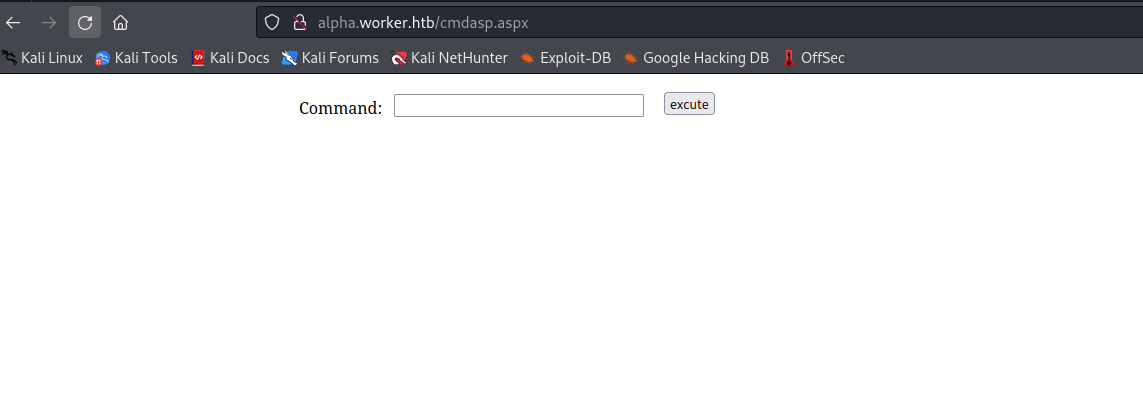 alpha.worker.htb/cmdasp.aspx
Kali Linux Kali Tools Kali Docs Kali Forums Kali NetHunter Exploit-DB Google Hacking DB OffSec
Command: excute